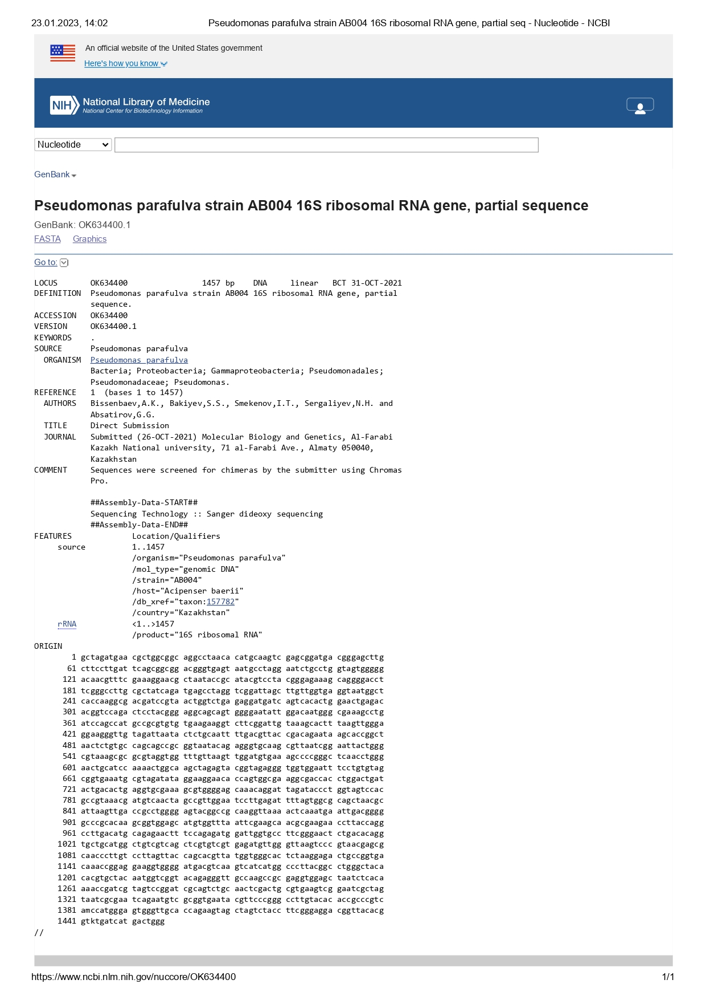 23.01.2023, 14:02 Pseudomonas parafulva strain AB004 16S ribosomal RNA gene, partial seq - Nucleotide - NCBI
An official website of the United States government
Here's how you know
NIH National Library of Medicine
National Center for Biotechnology Information
Nucleotide
GenBank
Pseudomonas parafulva strain AB004 16S ribosomal RNA gene, partial sequence
GenBank: OK634400.1
FASTA Graphics
Go to:
LOCUS OK634400 1457 bp DNA linear BCT 31-OCT-2021
DEFINITION Pseudomonas parafulva strain AB004 16S ribosomal RNA gene, partial
sequence.
ACCESSION OK634400
VERSION OK634400.1
KEYWORDS .
SOURCE Pseudomonas parafulva
ORGANISM Pseudomonas parafulva
Bacteria; Proteobacteria; Gammaproteobacteria; Pseudomonadales;
Pseudomonadaceae; Pseudomonas.
REFERENCE 1 (bases 1 to 1457)
AUTHORS Bissenbaev,A.K., Bakiyev,S.S., Smekenov,I.T., Sergaliyev,N.H. and
Absatirov,G.G.
TITLE Direct Submission
JOURNAL Submitted (26-OCT-2021) Molecular Biology and Genetics, Al-Farabi
Kazakh National university, 71 al-Farabi Ave., Almaty 050040,
Kazakhstan
COMMENT Sequences were screened for chimeras by the submitter using Chromas
Pro.
##Assembly-Data-START##
Sequencing Technology :: Sanger dideoxy sequencing
##Assembly-Data-END##
FEATURES Location/Qualifiers
source 1..1457
/organism="Pseudomonas parafulva"
/mol_type="genomic DNA"
/strain="AB004"
/host="Acipenser baerii"
/db_xref="taxon:157782"
/country="Kazakhstan"
rRNA <1..>1457
/product="16S ribosomal RNA"
ORIGIN
1 gctagatgaa cgctggcggc aggcctaaca catgcaagtc gagcggatga cgggagcttg
61 cttccttgat tcagcggcgg acgggtgagt aatgcctagg aatctgcctg gtagtggggg
121 acaacgtttc gaaaggaacg ctaataccgc atacgtccta cgggagaaag caggggacct
181 tcgggccttg cgctatcaga tgagcctagg tcggattagc ttgttggtga ggtaatggct
241 caccaaggcg acgatccgta actggtctga gaggatgatc agtcacactg gaactgagac
301 acggtccaga ctcctacggg aggcagcagt ggggaatatt ggacaatggg cgaaagcctg
361 atccagccat gccgcgtgtg tgaagaaggt cttcggattg taaagcactt taagttggga
421 ggaagggttg tagattaata ctctgcaatt ttgacgttac cgacagaata agcaccggct
481 aactctgtgc cagcagccgc ggtaatacag agggtgcaag cgttaatcgg aattactggg
541 cgtaaagcgc gcgtaggtgg tttgttaagt tggatgtgaa agccccgggc tcaacctggg
601 aactgcatcc aaaactggca agctagagta cggtagaggg tggtggaatt tcctgtgtag
661 cggtgaaatg cgtagatata ggaaggaaca ccagtggcga aggcgaccac ctggactgat
721 actgacactg aggtgcgaaa gcgtggggag caaacaggat tagataccct ggtagtccac
781 gccgtaaacg atgtcaacta gccgttggaa tccttgagat tttagtggcg cagctaacgc
841 attaagttga ccgcctgggg agtacggccg caaggttaaa actcaaatga attgacgggg
901 gcccgcacaa gcggtggagc atgtggttta attcgaagca acgcgaagaa ccttaccagg
961 ccttgacatg cagagaactt tccagagatg gattggtgcc ttcgggaact ctgacacagg
1021 tgctgcatgg ctgtcgtcag ctcgtgtcgt gagatgttgg gttaagtccc gtaacgagcg
1081 caacccttgt ccttagttac cagcacgtta tggtgggcac tctaaggaga ctgccggtga
1141 caaaccggag gaaggtgggg atgacgtcaa gtcatcatgg cccttacggc ctgggctaca
1201 cacgtgctac aatggtcggt acagagggtt gccaagccgc gaggtggagc taatctcaca
1261 aaaccgatcg tagtccggat cgcagtctgc aactcgactg cgtgaagtcg gaatcgctag
1321 taatcgcgaa tcagaatgtc gcggtgaata cgttcccggg ccttgtacac accgcccgtc
1381 amccatggga gtgggttgca ccagaagtag ctagtctacc ttcgggagga cggttacacg
1441 gtktgatcat gactggg
//
https://www.ncbi.nlm.nih.gov/nuccore/OK634400 1/1